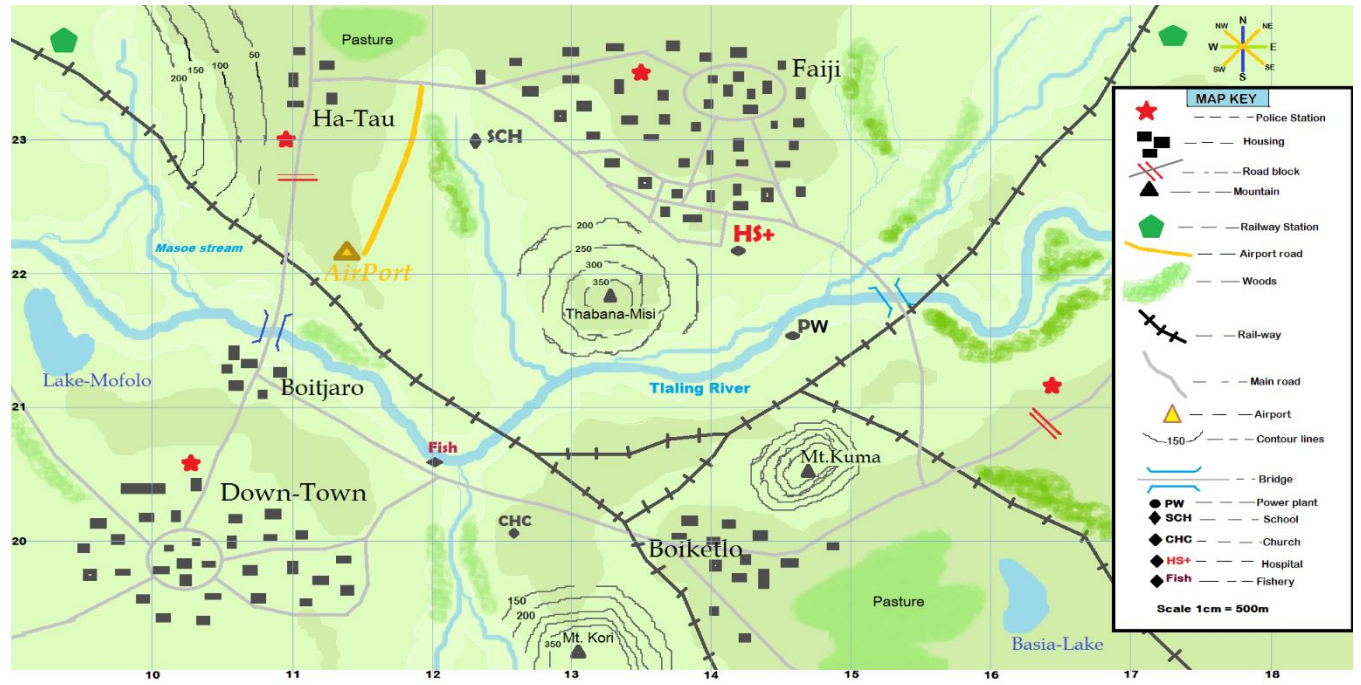 Pasture
50
100
150
200
Faiji
Ha-Tau
N
NW
NE
W
E
SW
SE
S
MAP KEY
Police Station
Housing
Road block
Mountain
Railway Station
Airport road
Woods
Rail-way
Main road
Airport
150
Contour lines
Bridge
PW
Power plant
SCH
School
CHC
Church
HS+
Hospital
Fish
Fishery
Scale 1cm = 500m
23
SCH
Masoe stream
AirPort
200
250
300
350
Thabana-Misi
HS+
22
PW
Lake-Mofolo
Boitjaro
Tlaling River
21
Fish
Mt.Kuma
Down-Town
CHC
20
Boiketlo
150
200
350
Mt. Kori
Pasture
Basia-Lake
10
11
12
13
14
15
16
17
18